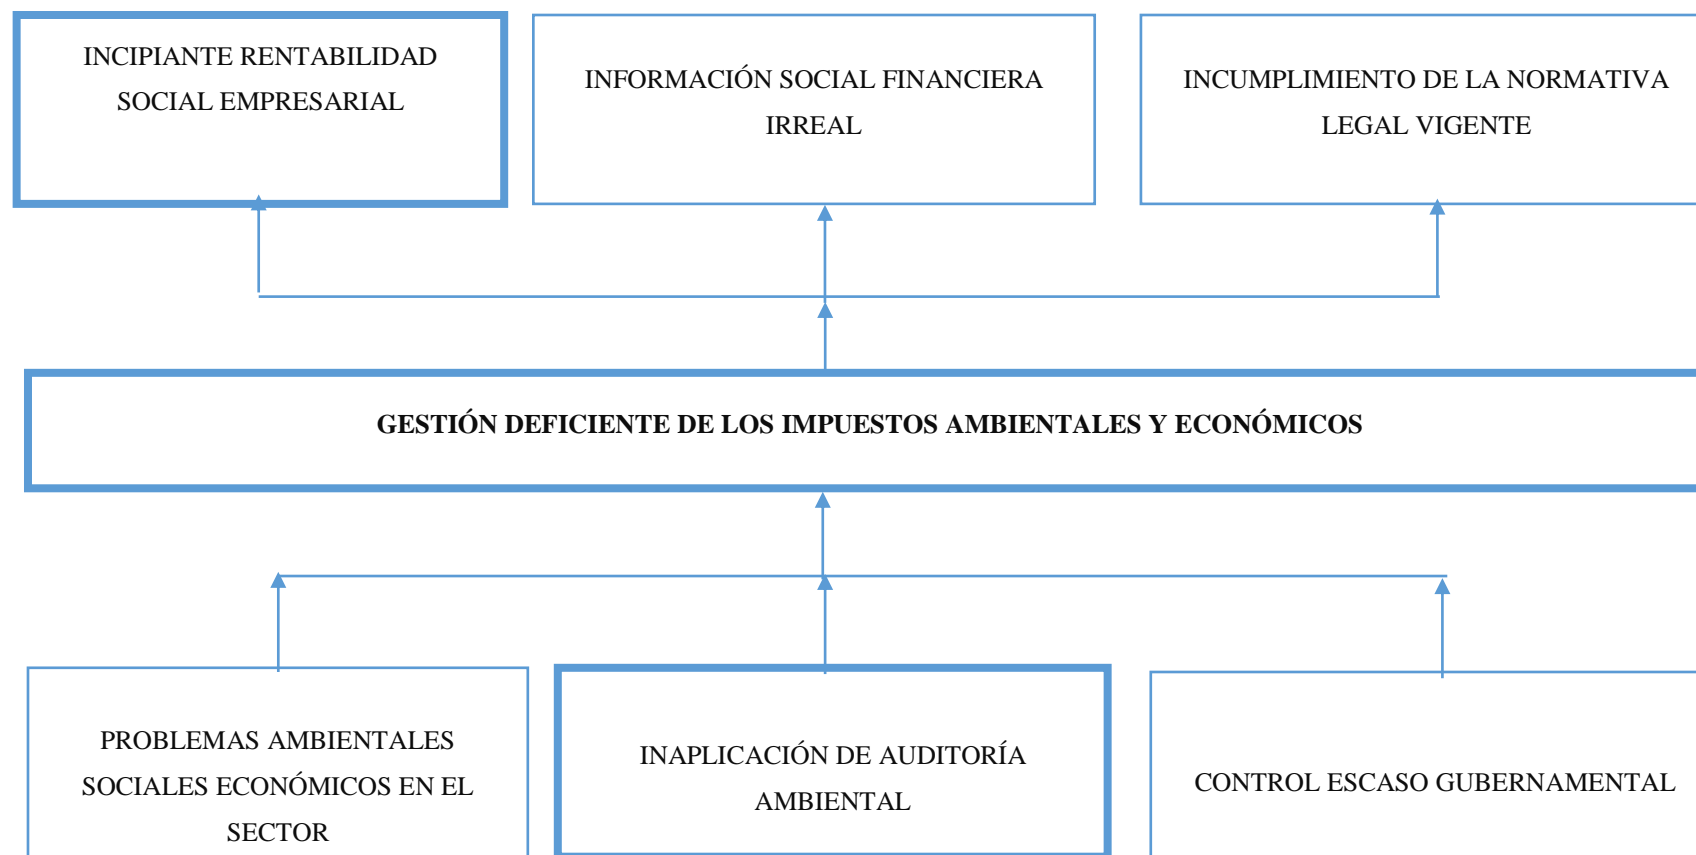 INCIPIANTE RENTABILIDAD
SOCIAL EMPRESARIAL
INFORMACIÓN SOCIAL FINANCIERA
IRREAL
INCUMPLIMIENTO DE LA NORMATIVA
LEGAL VIGENTE
GESTIÓN DEFICIENTE DE LOS IMPUESTOS AMBIENTALES Y ECONÓMICOS
PROBLEMAS AMBIENTALES
SOCIALES ECONÓMICOS EN EL
SECTOR
INAPLICACIÓN DE AUDITORÍA
AMBIENTAL
CONTROL ESCASO GUBERNAMENTAL